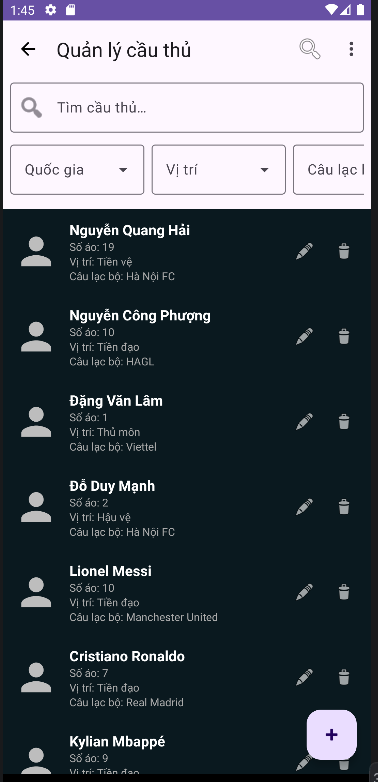 1:45
Quản lý cầu thủ
Tìm cầu thủ...
Quốc gia
Vị trí
Câu lạc
Nguyễn Quang Hải
Số áo: 19
Vị trí: Tiền vệ
Câu lạc bộ: Hà Nội FC
Nguyễn Công Phượng
Số áo: 10
Vị trí: Tiền đạo
Câu lạc bộ: HAGL
Đặng Văn Lâm
Số áo: 1
Vị trí: Thủ môn
Câu lạc bộ: Viettel
Đỗ Duy Mạnh
Số áo: 2
Vị trí: Hậu vệ
Câu lạc bộ: Hà Nội FC
Lionel Messi
Số áo: 10
Vị trí: Tiền đạo
Câu lạc bộ: Manchester United
Cristiano Ronaldo
Số áo: 7
Vị trí: Tiền đạo
Câu lạc bộ: Real Madrid
Kylian Mbappé
Số áo: 9
Vị trí: Tiền đạo